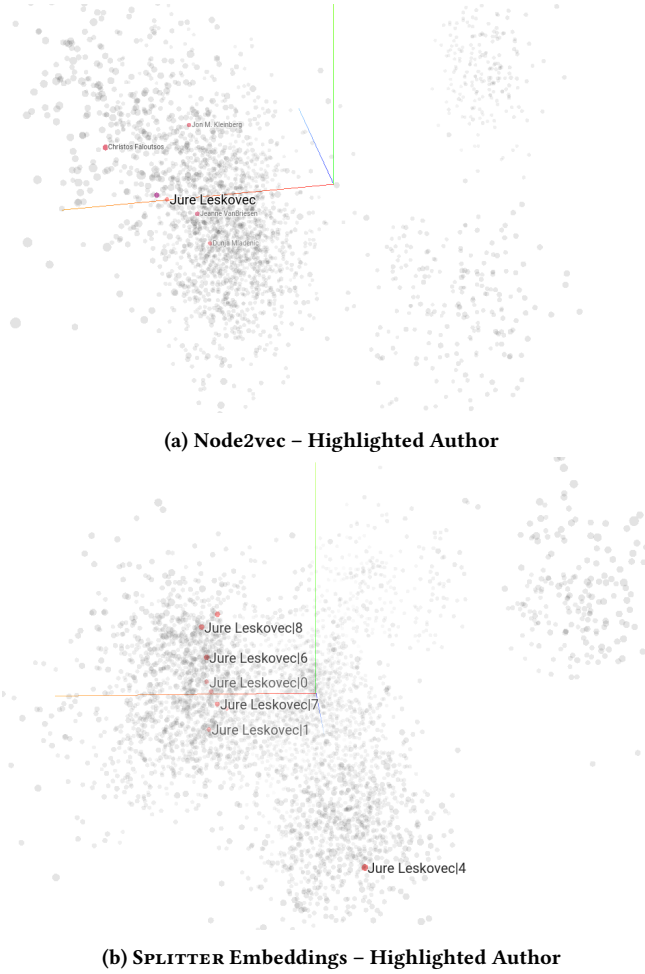 Jon M. Kleinberg
Christos Faloutsos
Jure Leskovec
Jeanne VanBriesen
Dunja Mladenic
(a) Node2vec – Highlighted Author
Jure Leskovec|8
Jure Leskovec|6
Jure Leskovec|0
Jure Leskovec|7
Jure Leskovec|1
Jure Leskovec|4
(b) SPLITTER Embeddings – Highlighted Author